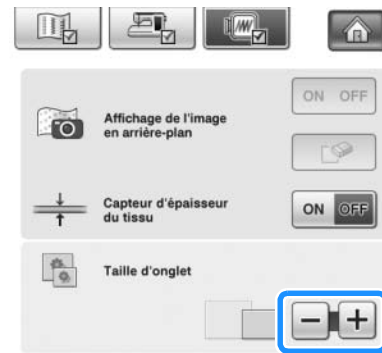 ON OFF
Affichage de l'image
en arrière-plan
Capteur d'épaisseur
du tissu
ON OFF
Taille d'onglet